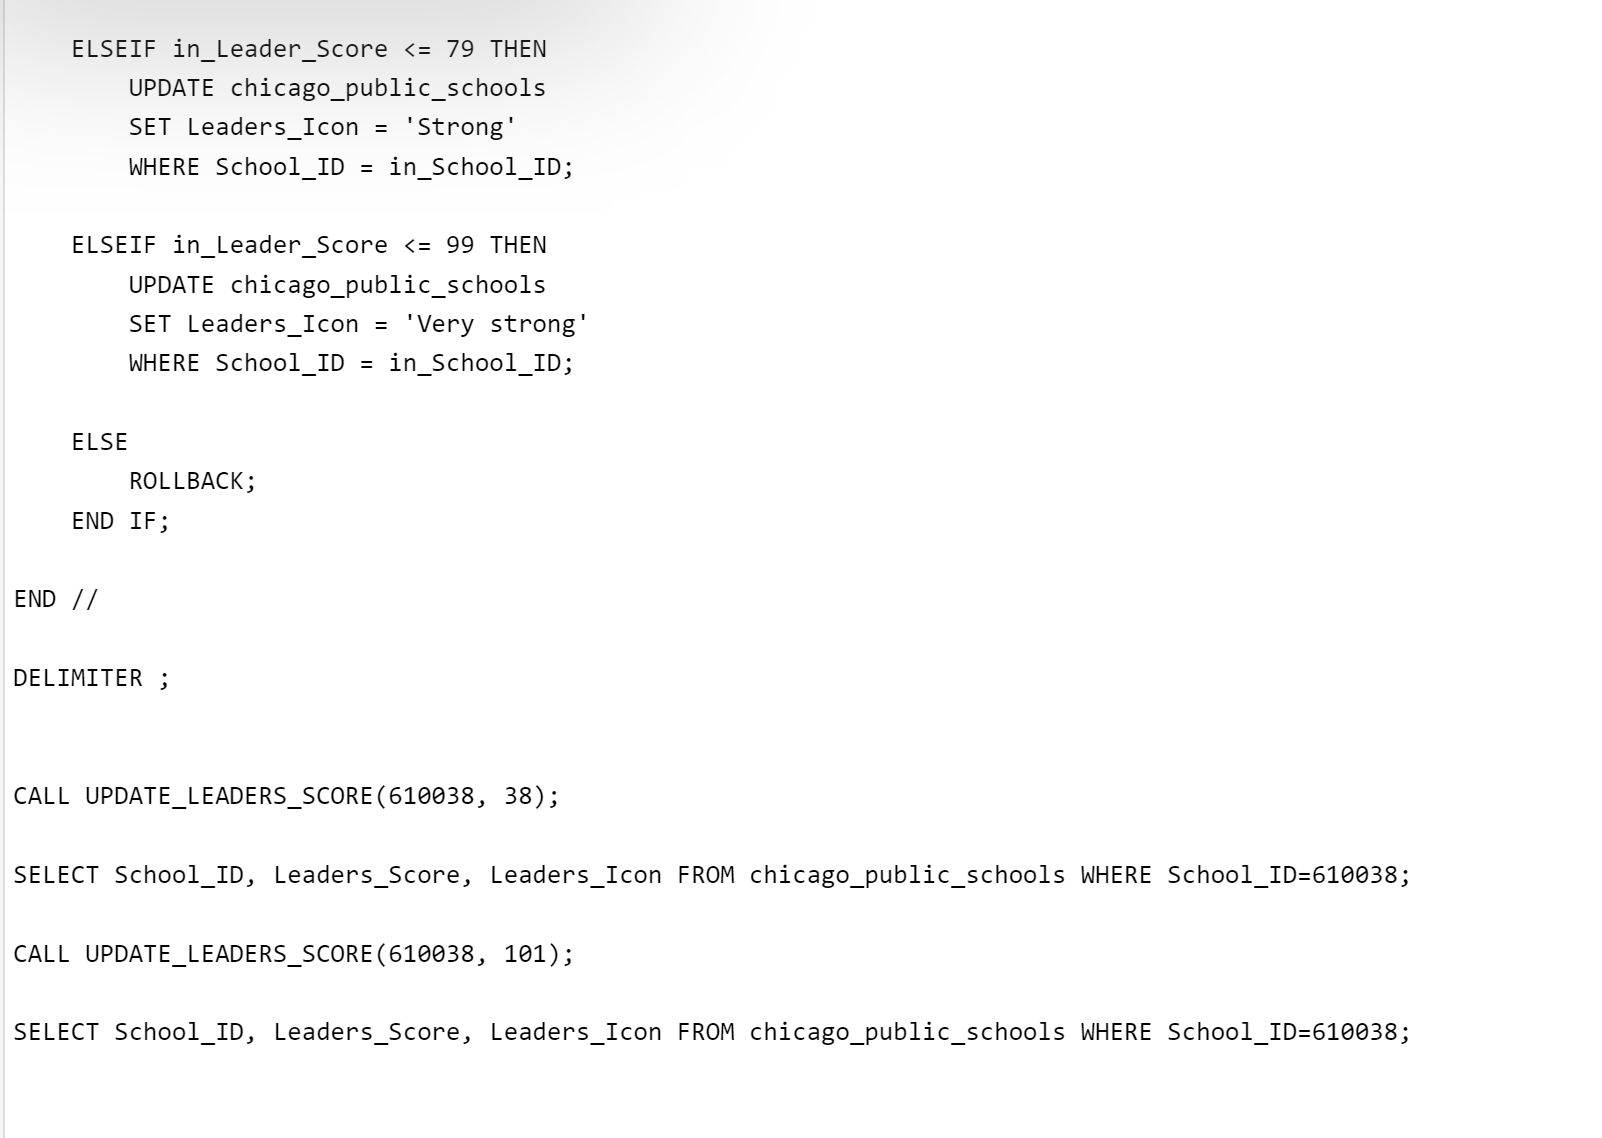 ELSEIF in_Leader_Score <= 79 THEN
UPDATE chicago_public_schools
SET Leaders_Icon = 'Strong'
WHERE School_ID = in_School_ID;
ELSEIF in_Leader_Score <= 99 THEN
UPDATE chicago_public_schools
SET Leaders_Icon = 'Very strong'
WHERE School_ID = in_School_ID;
ELSE
ROLLBACK;
END IF;
END //
DELIMITER ;
CALL UPDATE_LEADERS_SCORE(610038, 38);
SELECT School_ID, Leaders_Score, Leaders_Icon FROM chicago_public_schools WHERE School_ID=610038;
CALL UPDATE_LEADERS_SCORE(610038, 101);
SELECT School_ID, Leaders_Score, Leaders_Icon FROM chicago_public_schools WHERE School_ID=610038;